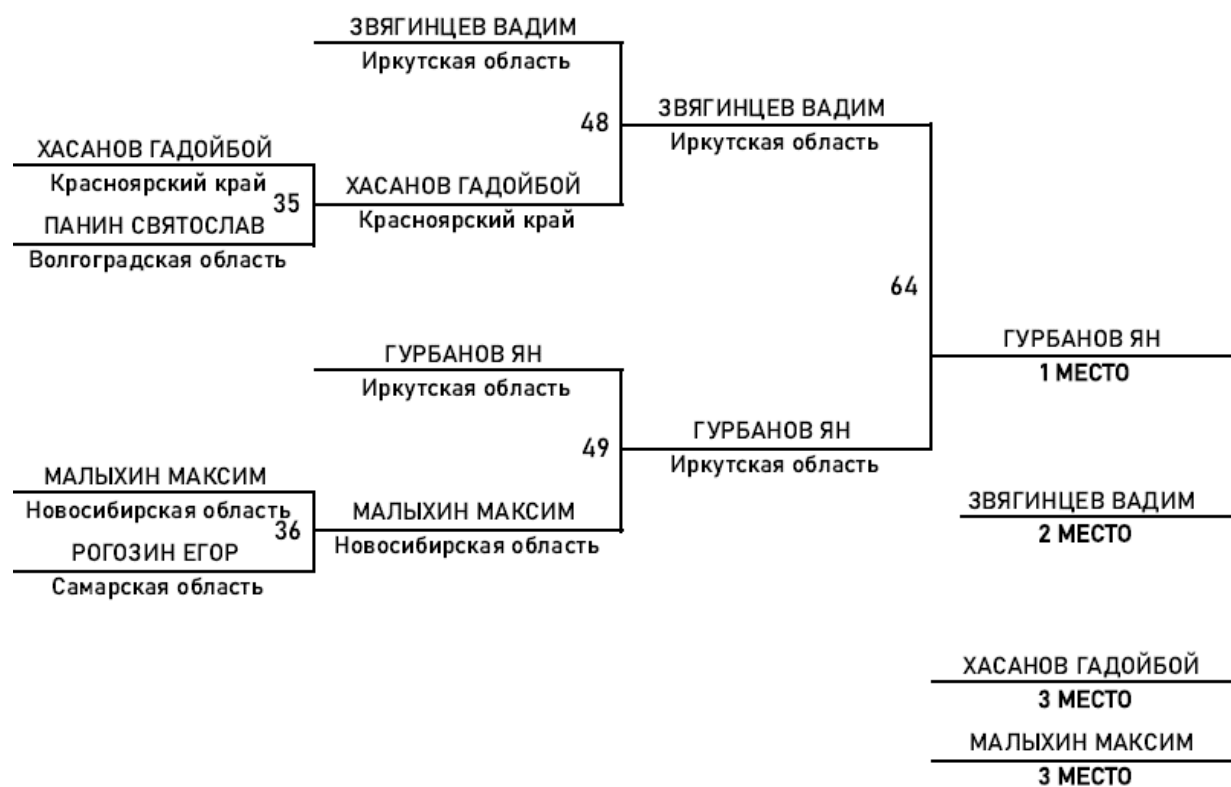 ЗВЯГИНЦЕВ ВАДИМ
Иркутская область
48
ЗВЯГИНЦЕВ ВАДИМ
Иркутская область
ХАСАНОВ ГАДОЙБОЙ
Красноярский край
35
ХАСАНОВ ГАДОЙБОЙ
Красноярский край
ПАНИН СВЯТОСЛАВ
Волгоградская область
64
ГУРБАНОВ ЯН
1 МЕСТО
ГУРБАНОВ ЯН
Иркутская область
49
ГУРБАНОВ ЯН
Иркутская область
МАЛЫХИН МАКСИМ
Новосибирская область
36
МАЛЫХИН МАКСИМ
Новосибирская область
РОГОЗИН ЕГОР
Самарская область
ЗВЯГИНЦЕВ ВАДИМ
2 МЕСТО
ХАСАНОВ ГАДОЙБОЙ
3 МЕСТО
МАЛЫХИН МАКСИМ
3 МЕСТО